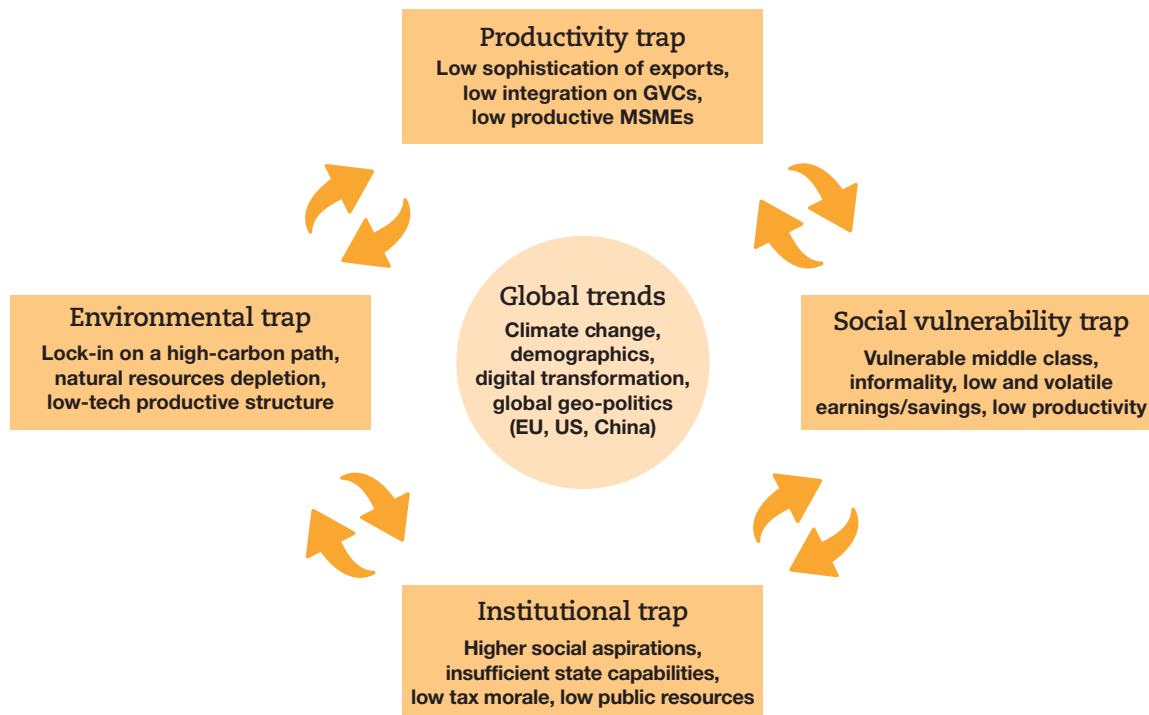 Productivity trap
Low sophistication of exports,
low integration on GVCs,
low productive MSMEs
Environmental trap
Lock-in on a high-carbon path,
natural resources depletion,
low-tech productive structure
Global trends
Climate change,
demographics,
digital transformation,
global geo-politics
(EU, US, China)
Social vulnerability trap
Vulnerable middle class,
informality, low and volatile
earnings/savings, low productivity
Institutional trap
Higher social aspirations,
insufficient state capabilities,
low tax morale, low public resources